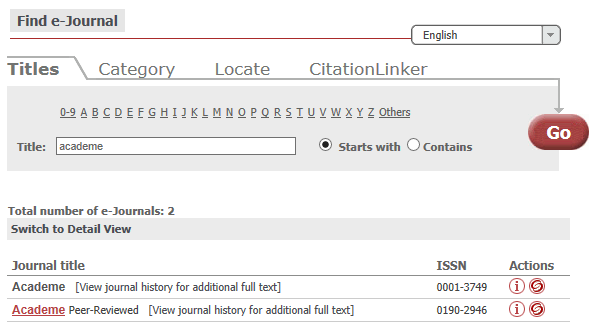 Find e-Journal
English
Titles Category Locate CitationLinker
0-9 A B C D E F G H I J K L M N O P Q R S T U V W X Y Z Others
Title: academe Starts with Contains
Go
Total number of e-Journals: 2
Switch to Detail View
Journal title ISSN Actions
Academe [View journal history for additional full text] 0001-3749
Academe Peer-Reviewed [View journal history for additional full text] 0190-2946